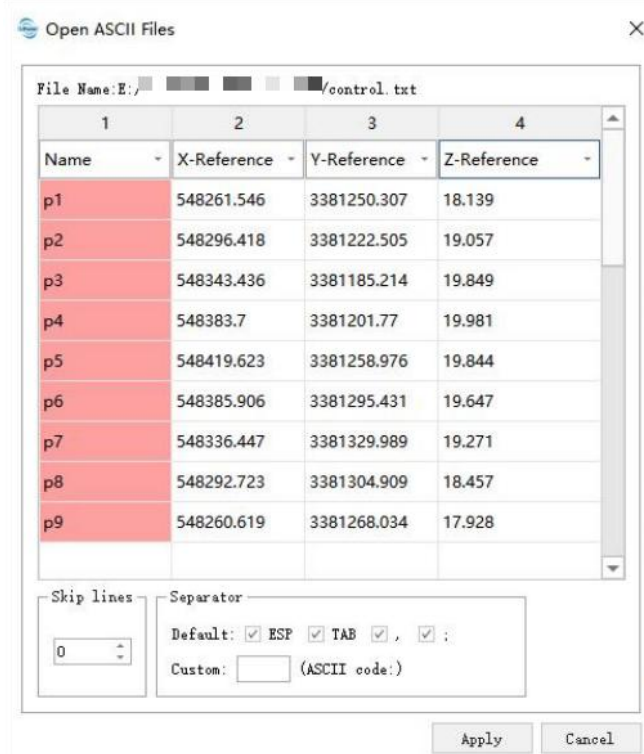 Open ASCII Files
File Name:E:/ /control.txt
1 2 3 4
Name X-Reference Y-Reference Z-Reference
p1 548261.546 3381250.307 18.139
p2 548296.418 3381222.505 19.057
p3 548343.436 3381185.214 19.849
p4 548383.7 3381201.77 19.981
p5 548419.623 3381258.976 19.844
p6 548385.906 3381295.431 19.647
p7 548336.447 3381329.989 19.271
p8 548292.723 3381304.909 18.457
p9 548260.619 3381268.034 17.928
Skip lines Separator
0 Default: ESP TAB , ;
Custom: (ASCII code:)
Apply Cancel